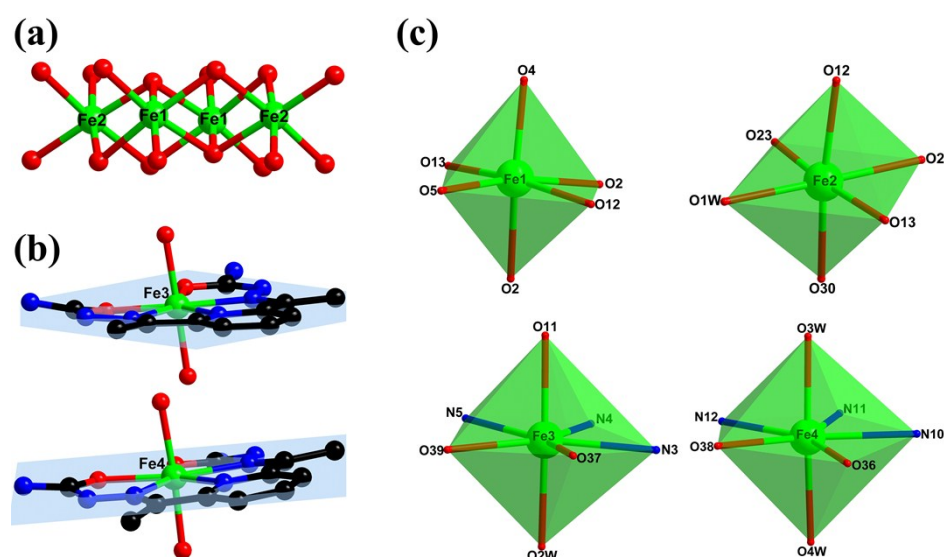 (a)
Fe2 Fe1 Fe1 Fe2
(b)
Fe3
Fe4
(c)
O4
O13
O5
Fe1
O2
O12
O2
O12
O23
O2
Fe2
O1W
O13
O30
O11
N5
N4
Fe3
O39
O37
N3
O2W
O3W
N12
N11
Fe4
N10
O38
O36
O4W